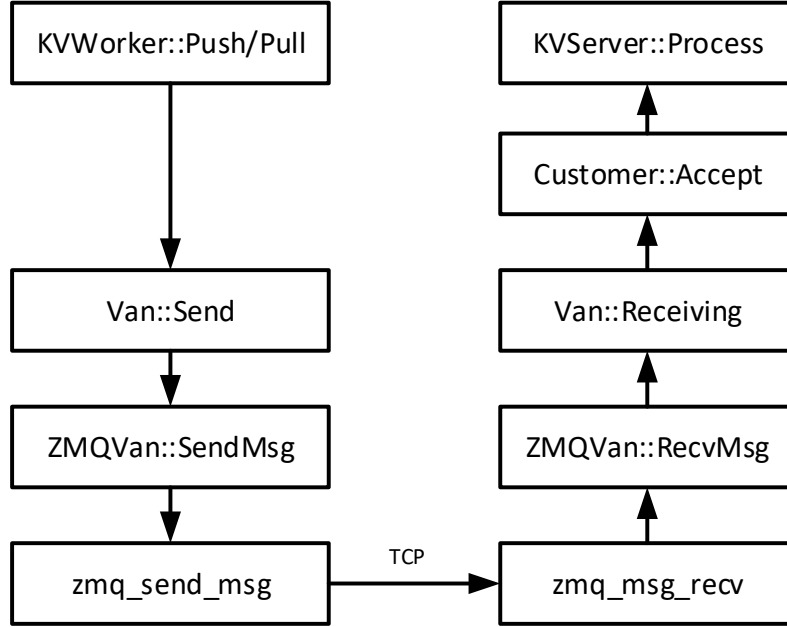 KVWorker::Push/Pull
KVServer::Process
Customer::Accept
Van::Send
Van::Receiving
ZMQVan::SendMsg
ZMQVan::RecvMsg
zmq_send_msg
TCP
zmq_msg_recv